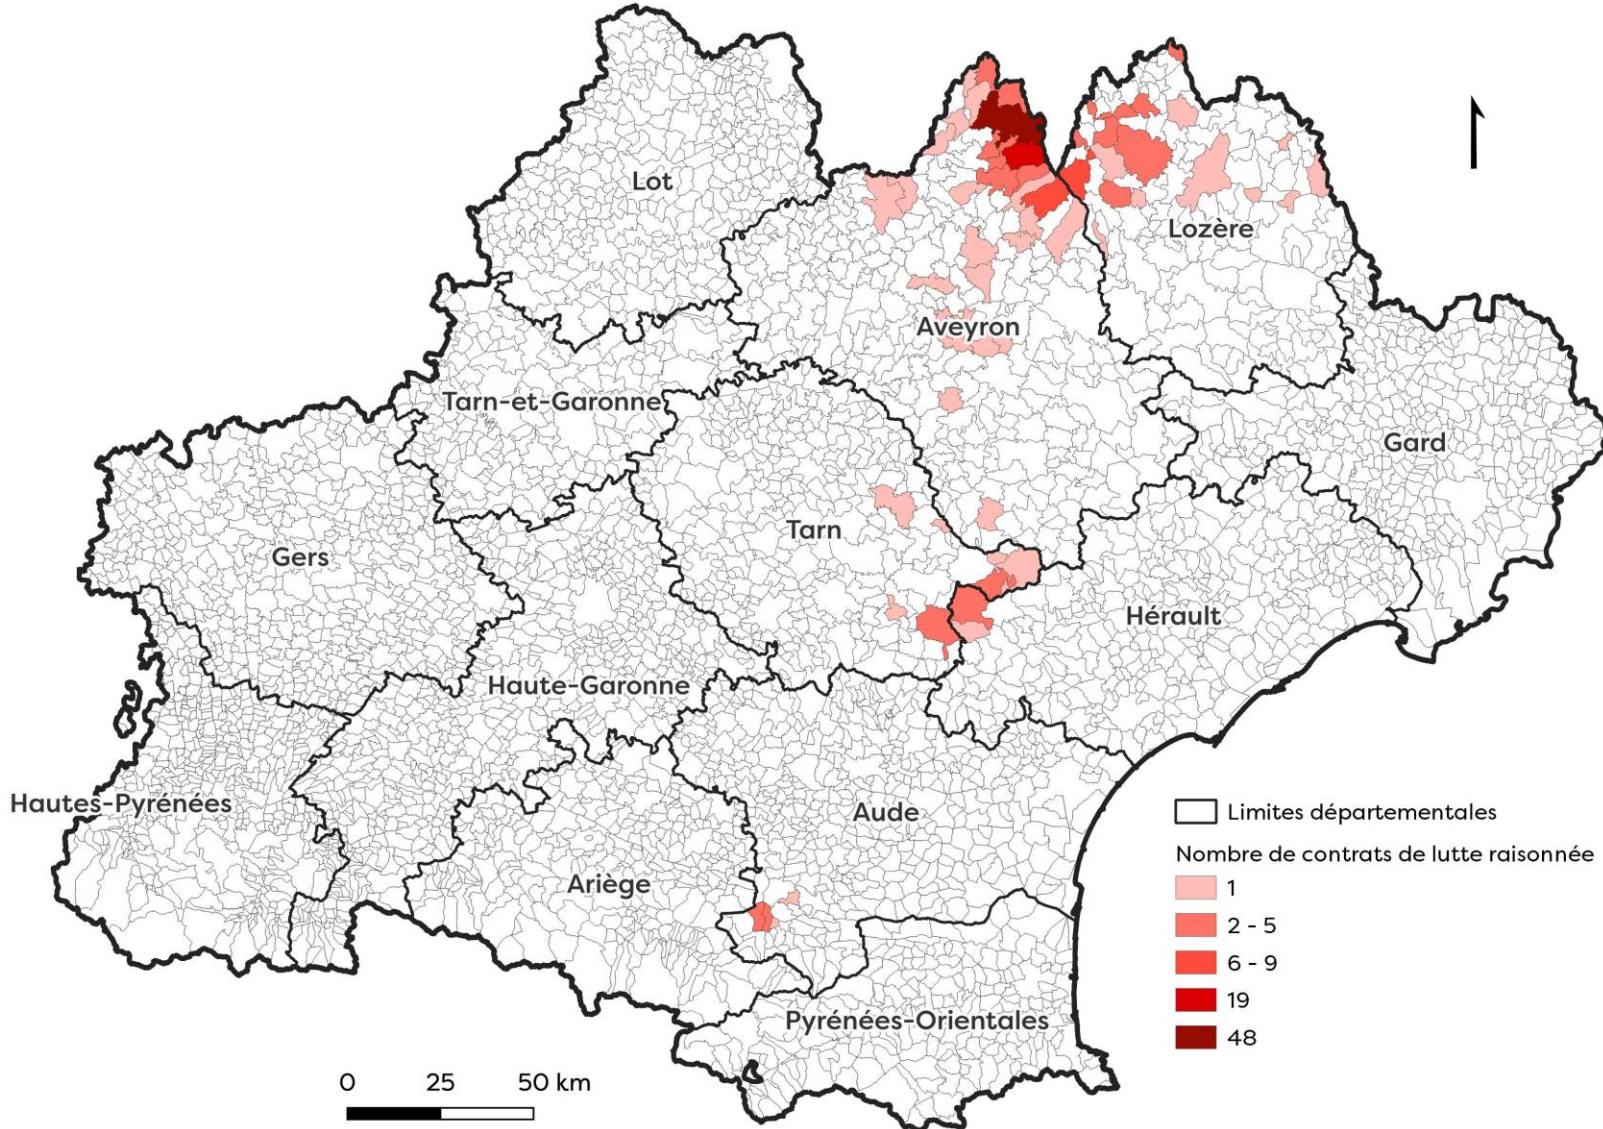 Lot
Lozère
Aveyron
Tarn-et-Garonne
Gard
Tarn
Gers
Hérault
Haute-Garonne
Hautes-Pyrénées
Aude
Ariège
Pyrénées-Orientales
Limites départementales
Nombre de contrats de lutte raisonnée
1
2 - 5
6 - 9
19
48
0 25 50 km